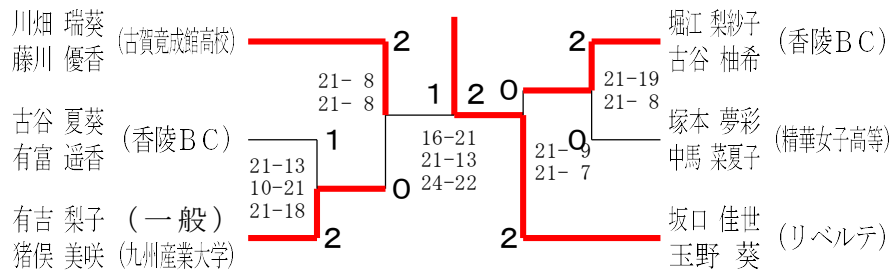 川畑 瑞葵 (古賀竟成館高校)
藤川 優香
2
21- 8
21- 8
古谷 夏葵 (香陵ＢＣ)
有富 遥香
1
21-13
10-21
21-18
0
有吉 梨子 (一般)
猪俣 美咲 (九州産業大学)
2
1 2
16-21
21-13
24-22
堀江 梨紗子 (香陵ＢＣ)
古谷 柚希
2
0
21-19
21- 8
塚本 夢彩 (精華女子高等)
中馬 菜夏子
0
21- 9
21- 7
坂口 佳世 (リベルテ)
玉野 葵
2